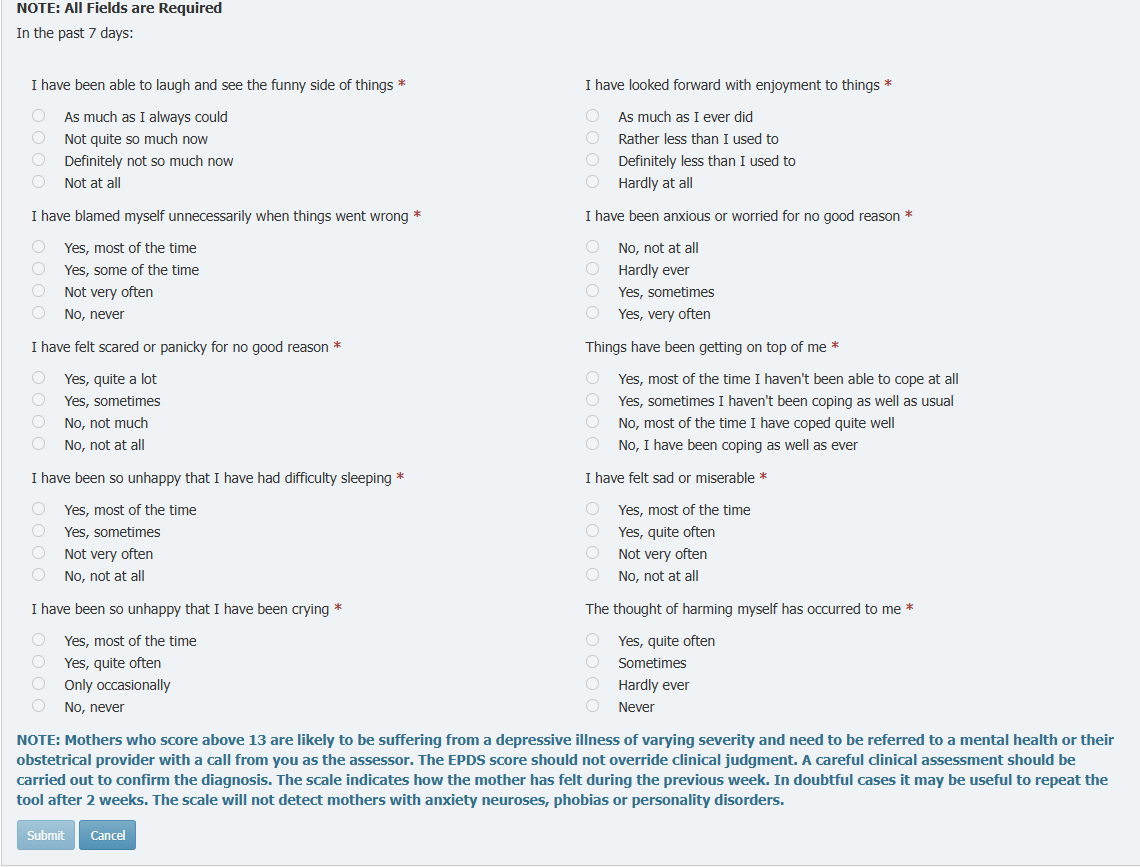 NOTE: All Fields are Required
In the past 7 days:
I have been able to laugh and see the funny side of things *
As much as I always could
Not quite so much now
Definitely not so much now
Not at all
I have looked forward with enjoyment to things *
As much as I ever did
Rather less than I used to
Definitely less than I used to
Hardly at all
I have blamed myself unnecessarily when things went wrong *
Yes, most of the time
Yes, some of the time
Not very often
No, never
I have been anxious or worried for no good reason *
No, not at all
Hardly ever
Yes, sometimes
Yes, very often
I have felt scared or panicky for no good reason *
Yes, quite a lot
Yes, sometimes
No, not much
No, not at all
Things have been getting on top of me *
Yes, most of the time I haven't been able to cope at all
Yes, sometimes I haven't been coping as well as usual
No, most of the time I have coped quite well
No, I have been coping as well as ever
I have been so unhappy that I have had difficulty sleeping *
Yes, most of the time
Yes, sometimes
Not very often
No, not at all
I have felt sad or miserable *
Yes, most of the time
Yes, quite often
Not very often
No, not at all
I have been so unhappy that I have been crying *
Yes, most of the time
Yes, quite often
Only occasionally
No, never
The thought of harming myself has occurred to me *
Yes, quite often
Sometimes
Hardly ever
Never
NOTE: Mothers who score above 13 are likely to be suffering from a depressive illness of varying severity and need to be referred to a mental health or their
obstetrical provider with a call from you as the assessor. The EPDS score should not override clinical judgment. A careful clinical assessment should be
carried out to confirm the diagnosis. The scale indicates how the mother has felt during the previous week. In doubtful cases it may be useful to repeat the
tool after 2 weeks. The scale will not detect mothers with anxiety neuroses, phobias or personality disorders.
Submit Cancel